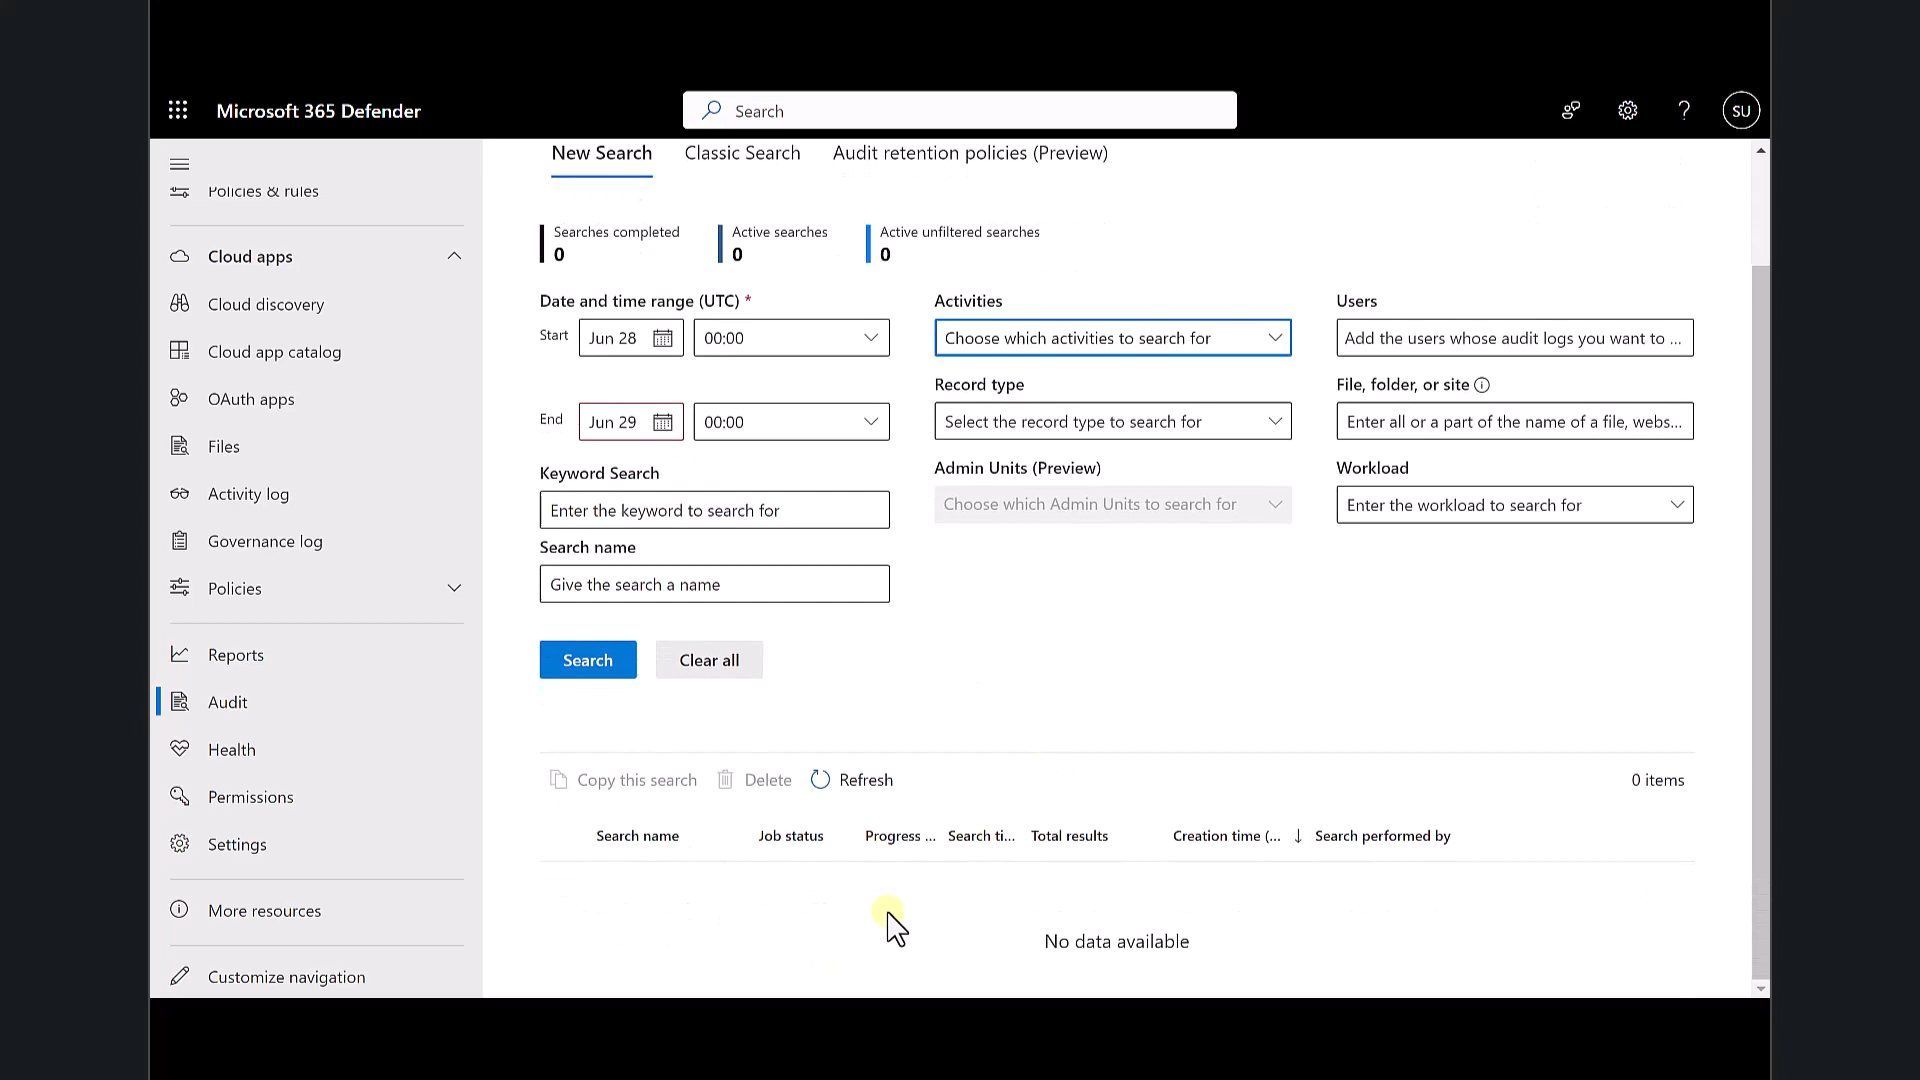 Microsoft 365 Defender
Search
SU
Policies & rules
Cloud apps
Cloud discovery
Cloud app catalog
OAuth apps
Files
Activity log
Governance log
Policies
Reports
Audit
Health
Permissions
Settings
More resources
Customize navigation
New Search Classic Search Audit retention policies (Preview)
Searches completed Active searches Active unfiltered searches
0 0 0
Date and time range (UTC) * Activities Users
Start Jun 28 00:00 Choose which activities to search for Add the users whose audit logs you want to ...
Record type File, folder, or site
End Jun 29 00:00 Select the record type to search for Enter all or a part of the name of a file, webs...
Keyword Search Admin Units (Preview) Workload
Enter the keyword to search for Choose which Admin Units to search for Enter the workload to search for
Search name
Give the search a name
Search Clear all
Copy this search Delete Refresh 0 items
Search name Job status Progress ... Search ti... Total results Creation time (... ↓ Search performed by
No data available